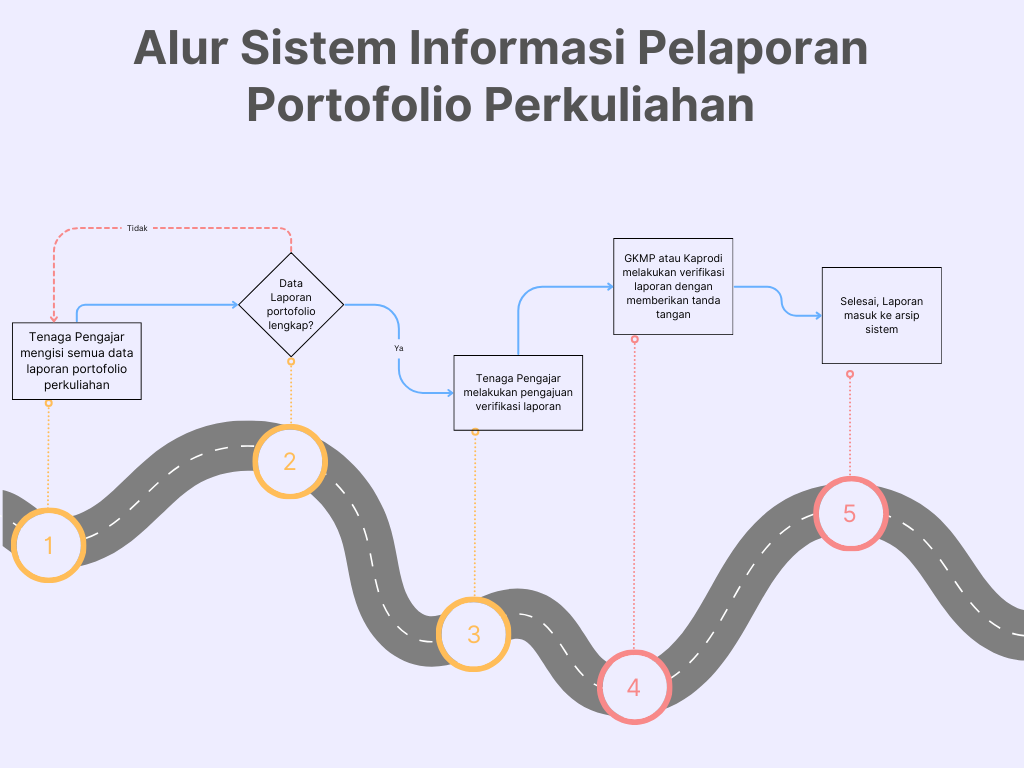 Alur Sistem Informasi Pelaporan
Portofolio Perkuliahan
Tidak
Tenaga Pengajar
mengisi semua data
laporan portofolio
perkuliahan
Data
Laporan
portofolio
lengkap?
Ya
Tenaga Pengajar
melakukan pengajuan
verifikasi laporan
GKMP atau Kaprodi
melakukan verifikasi
laporan dengan
memberikan tanda
tangan
Selesai, Laporan
masuk ke arsip
sistem
1
2
3
4
5